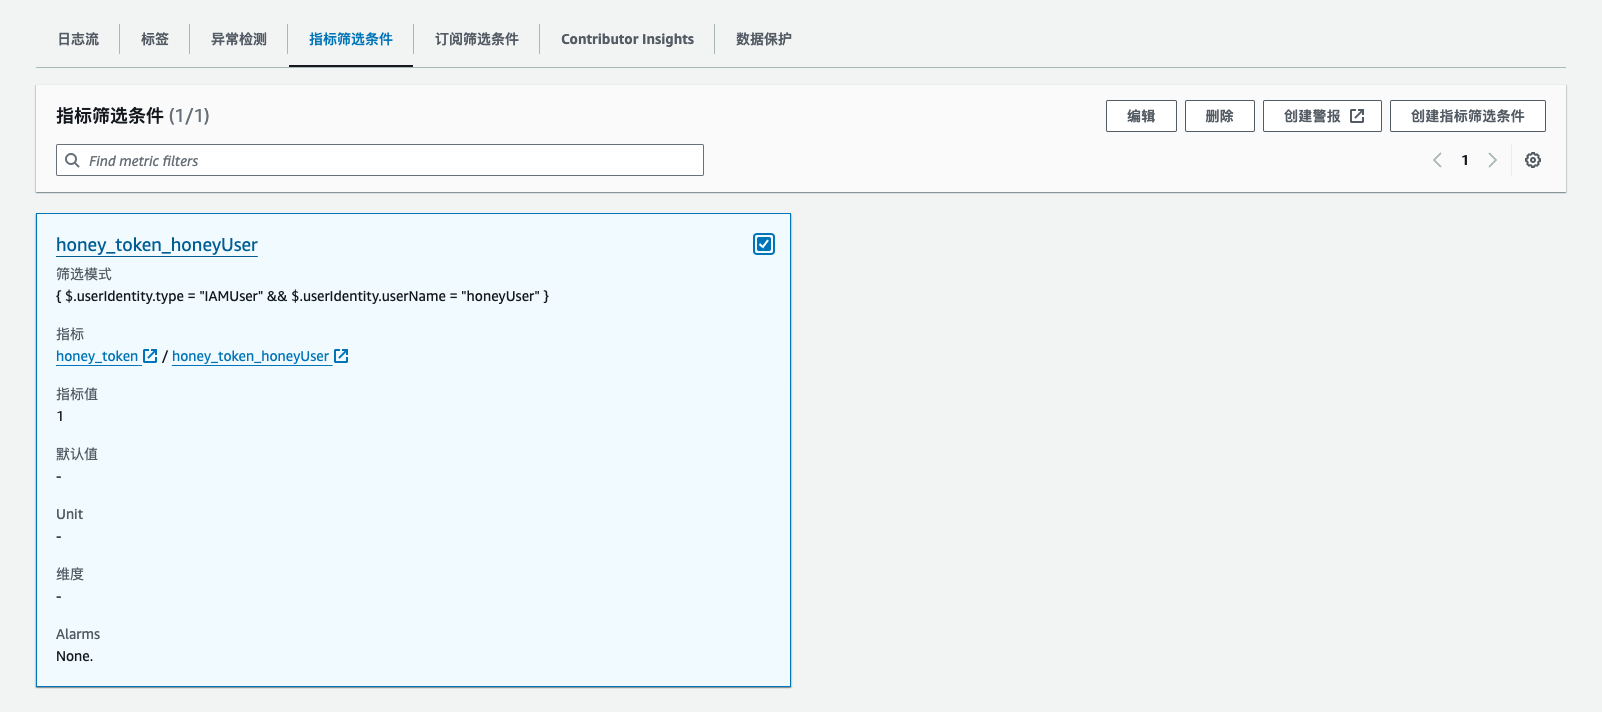 日志流 标签 异常检测 指标筛选条件 订阅筛选条件 Contributor Insights 数据保护
指标筛选条件 (1/1) 编辑 删除 创建警报 创建指标筛选条件
Find metric filters 1
honey_token_honeyUser
筛选模式
{ $.userIdentity.type = "IAMUser" && $.userIdentity.userName = "honeyUser" }
指标
honey_token / honey_token_honeyUser
指标值
1
默认值
-
Unit
-
维度
-
Alarms
None.